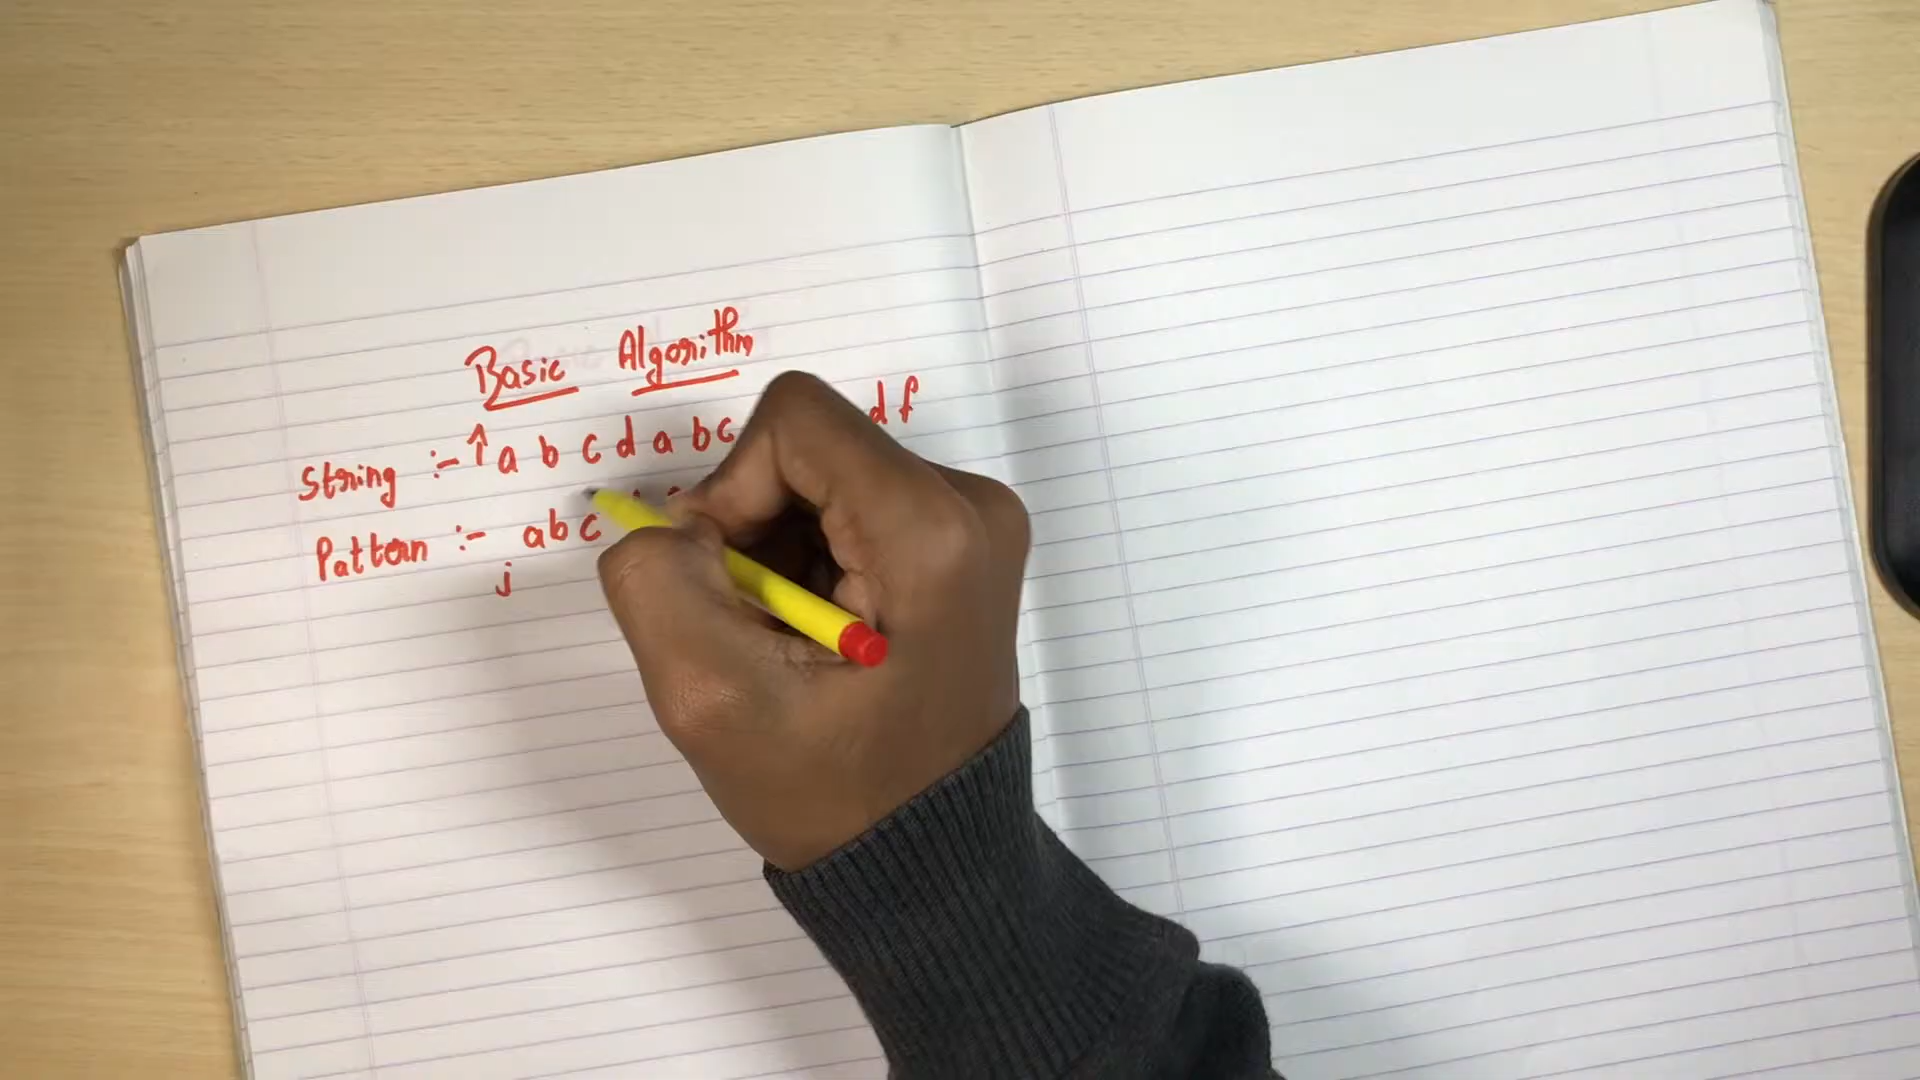 Basic Algorithm
String :- ↑ a b c d a b c d f
Pattern :- a b c
j